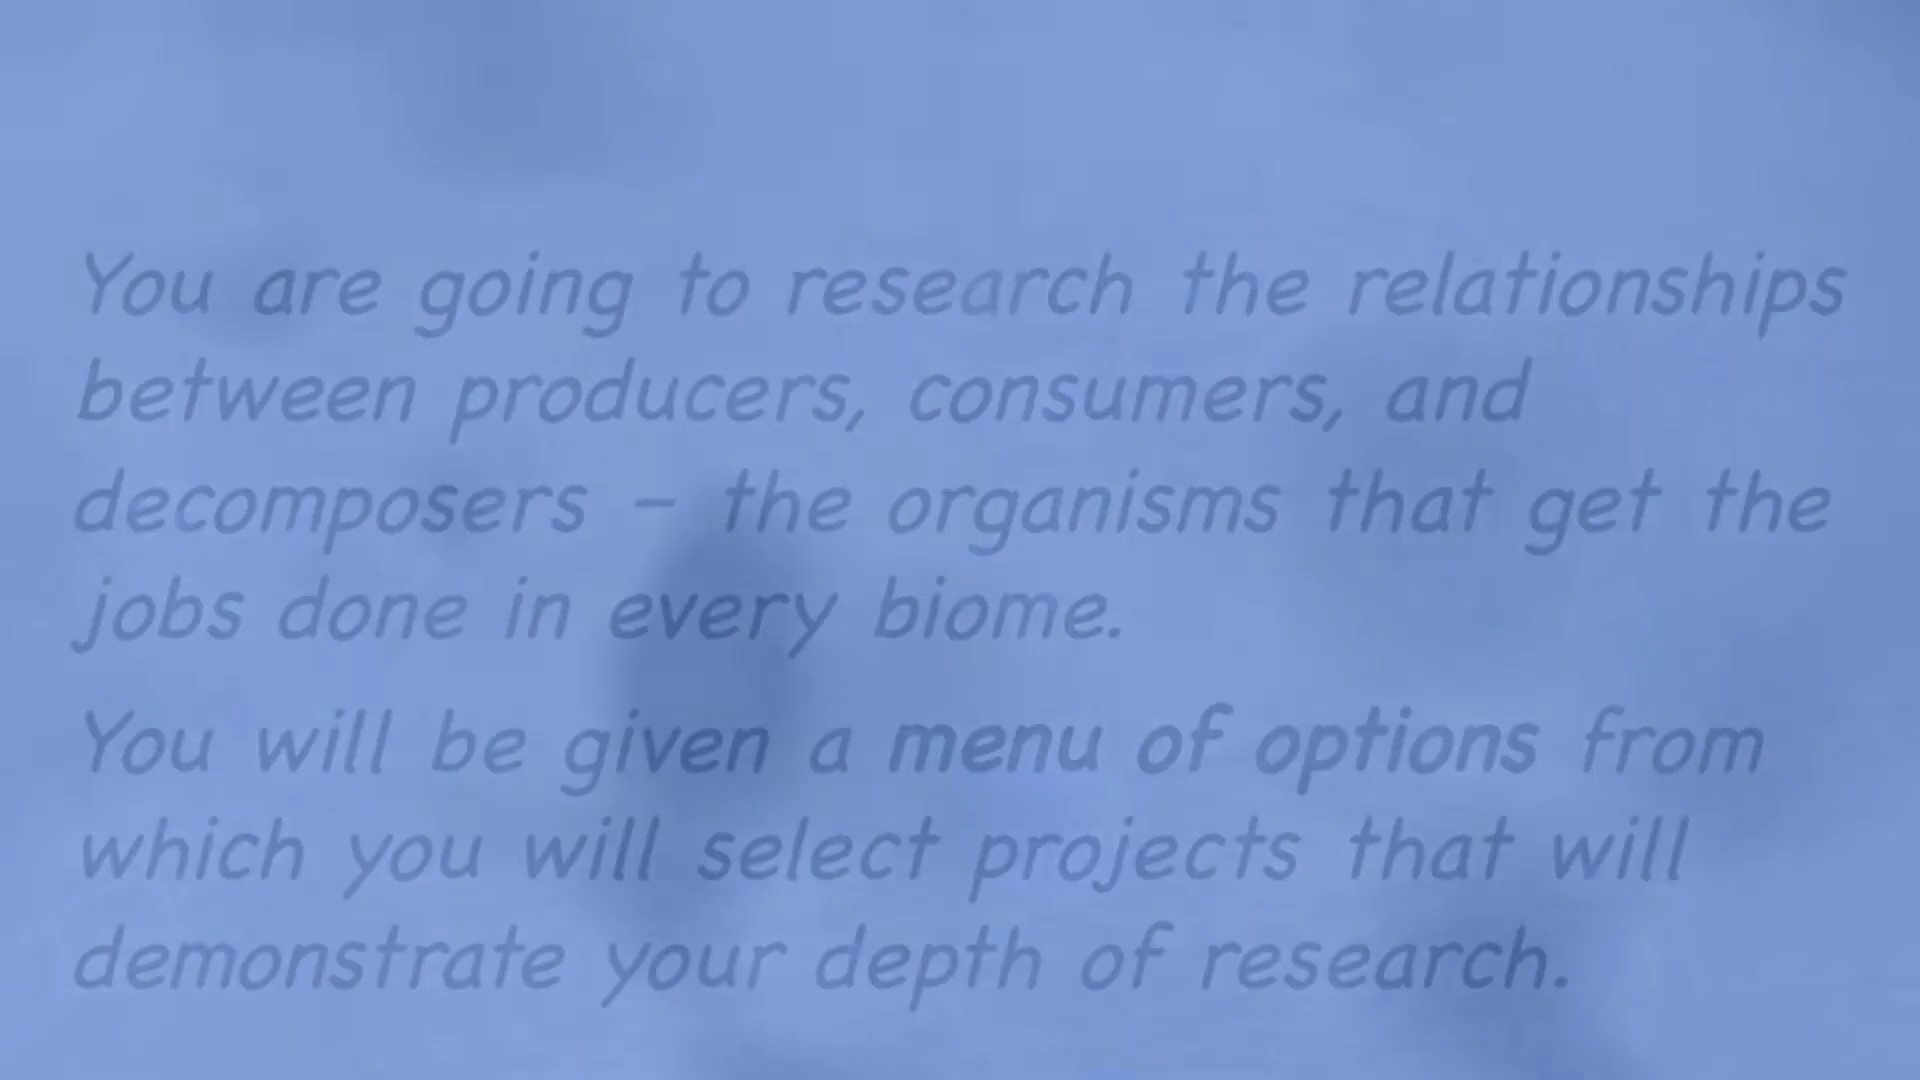 You are going to research the relationships
between producers, consumers, and
decomposers – the organisms that get the
jobs done in every biome.
You will be given a menu of options from
which you will select projects that will
demonstrate your depth of research.